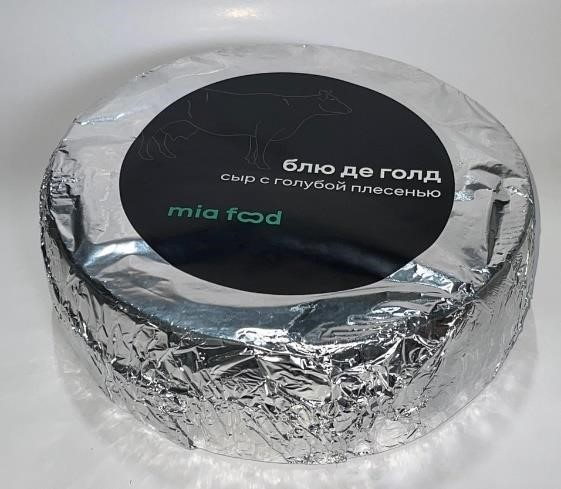 блю де голд
сыр с голубой плесенью
mia food